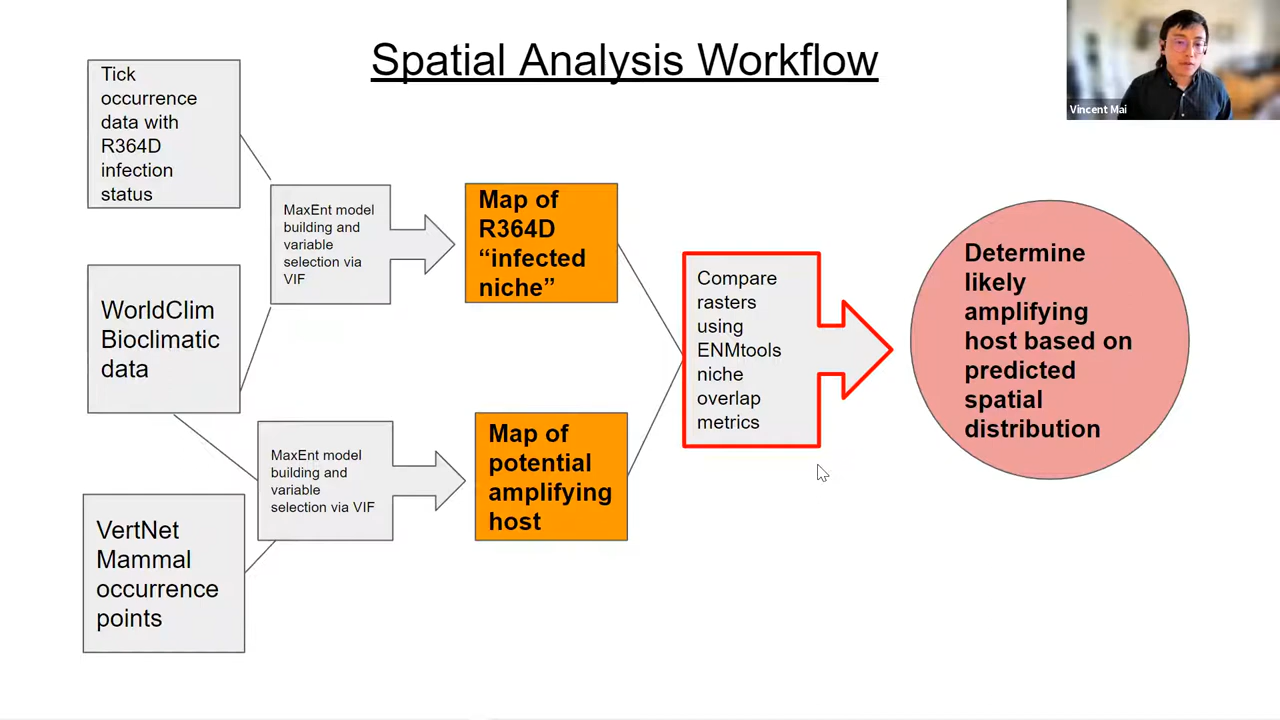 Spatial Analysis Workflow
Vincent Mai
Tick
occurrence
data with
R364D
infection
status
WorldClim
Bioclimatic
data
VertNet
Mammal
occurrence
points
MaxEnt model
building and
variable
selection via
VIF
MaxEnt model
building and
variable
selection via VIF
Map of
R364D
“infected
niche”
Map of
potential
amplifying
host
Compare
rasters
using
ENMtools
niche
overlap
metrics
Determine
likely
amplifying
host based on
predicted
spatial
distribution